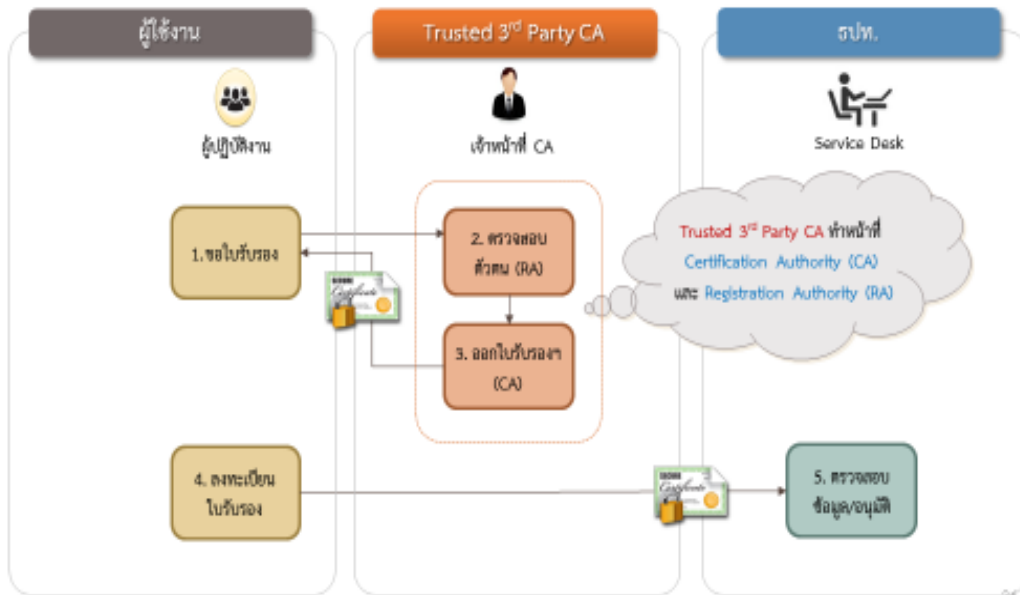 ผู้ใช้งาน
Trusted 3rd Party CA
ธปท.
ผู้ปฏิบัติงาน
เจ้าหน้าที่ CA
Service Desk
1.ขอใบรับรอง
2. ตรวจสอบ
ตัวตน (RA)
Trusted 3rd Party CA ทำหน้าที่
Certification Authority (CA)
และ Registration Authority (RA)
Certificate
3. ออกใบรับรองฯ
(CA)
4. ลงทะเบียน
ใบรับรอง
Certificate
5. ตรวจสอบ
ข้อมูล/อนุมัติ